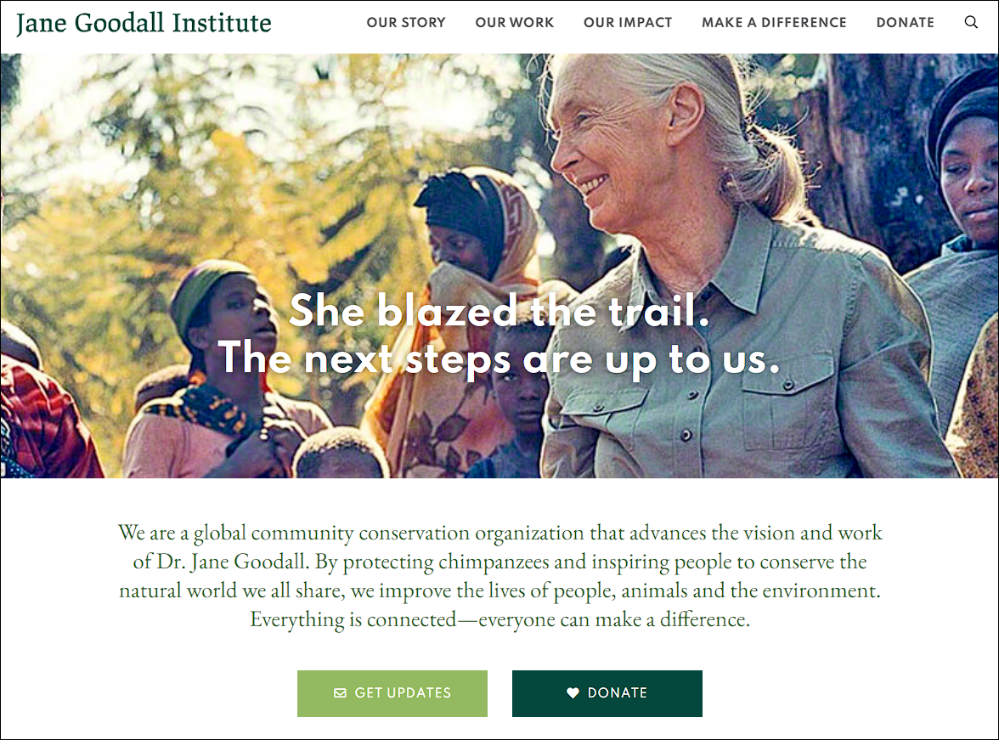 Jane Goodall Institute
OUR STORY OUR WORK OUR IMPACT MAKE A DIFFERENCE DONATE
She blazed the trail.
The next steps are up to us.
We are a global community conservation organization that advances the vision and work
of Dr. Jane Goodall. By protecting chimpanzees and inspiring people to conserve the
natural world we all share, we improve the lives of people, animals and the environment.
Everything is connected—everyone can make a difference.
GET UPDATES DONATE